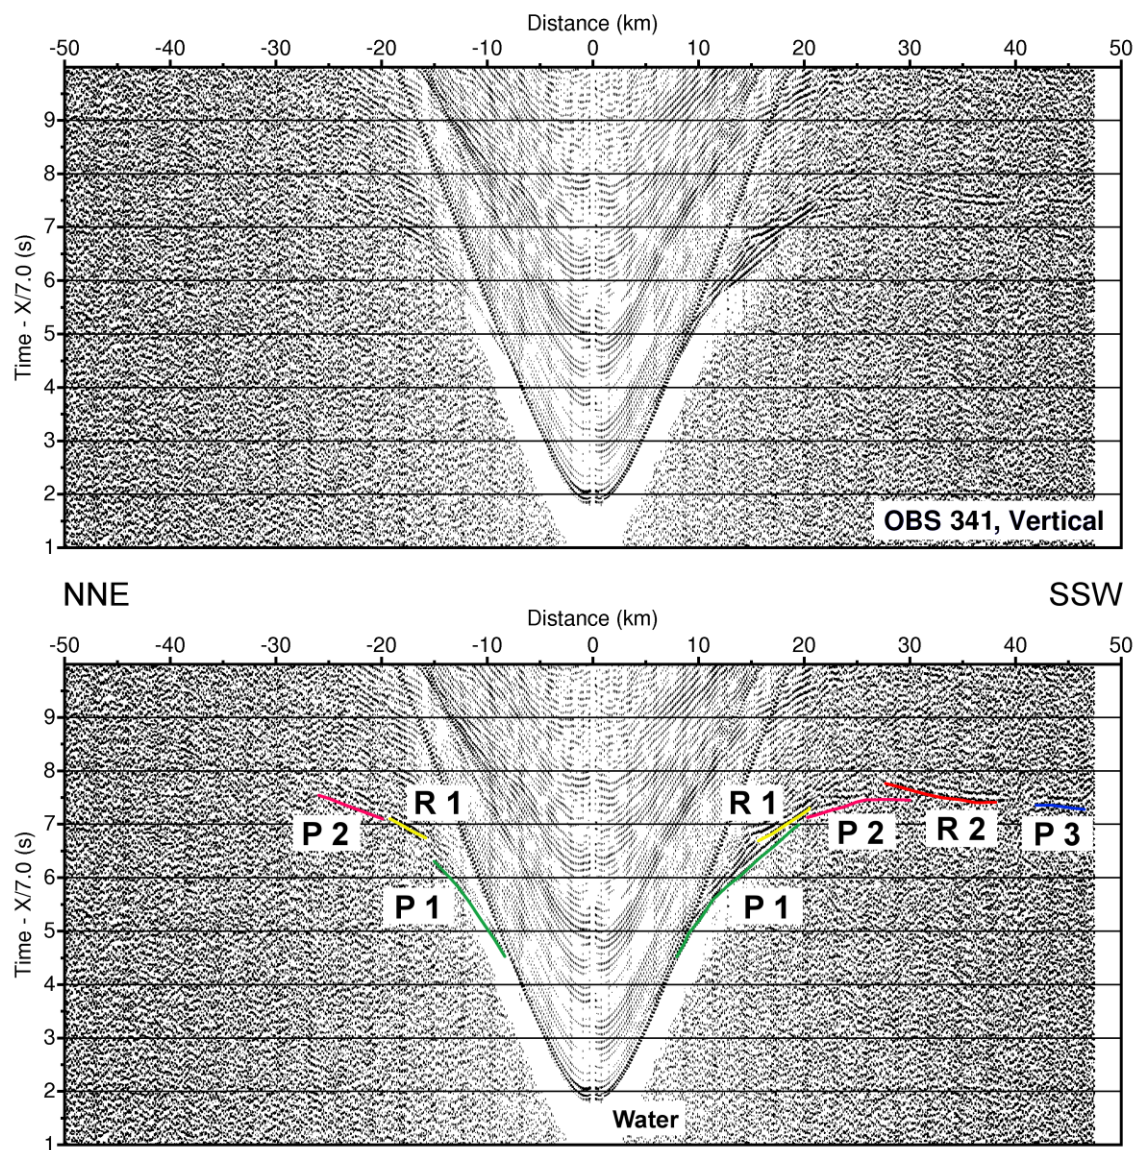 Distance (km)
-50 -40 -30 -20 -10 0 10 20 30 40 50
Time - X/7.0 (s)
9
8
7
6
5
4
3
2
1
OBS 341, Vertical
NNE SSW
Distance (km)
-50 -40 -30 -20 -10 0 10 20 30 40 50
Time - X/7.0 (s)
9
8
7
6
5
4
3
2
1
R 1 R 1
P 2 P 2 R 2 P 3
P 1 P 1
Water